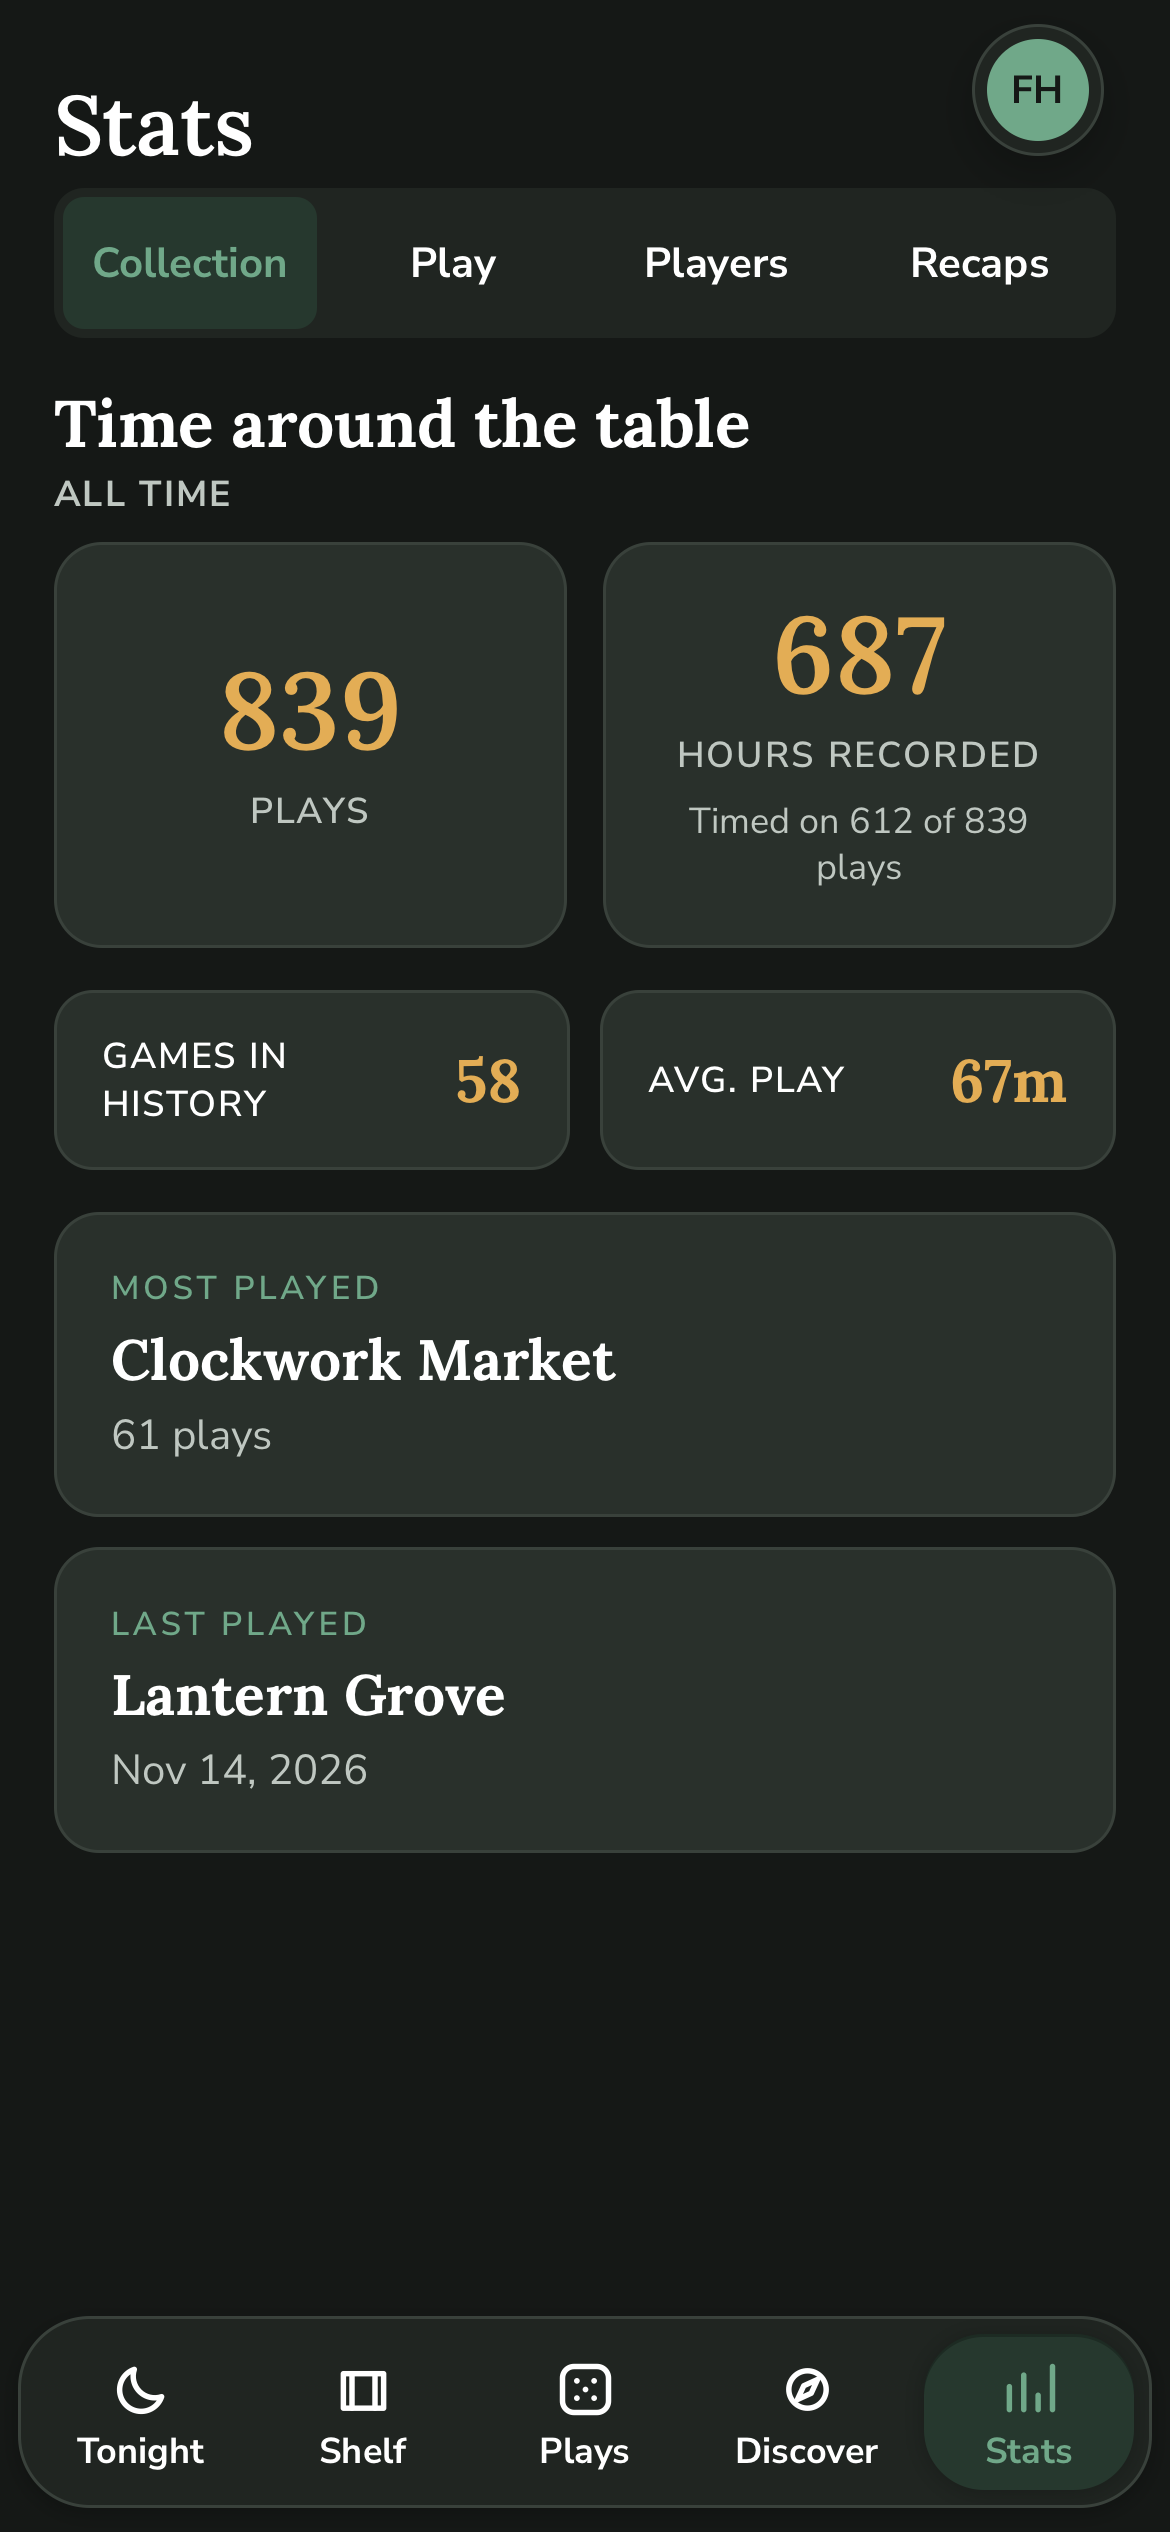 Stats
FH
Collection
Play
Players
Recaps
Time around the table
ALL TIME
839
PLAYS
687
HOURS RECORDED
Timed on 612 of 839
plays
GAMES IN
HISTORY
58
AVG. PLAY
67m
MOST PLAYED
Clockwork Market
61 plays
LAST PLAYED
Lantern Grove
Nov 14, 2026
Tonight
Shelf
Plays
Discover
Stats